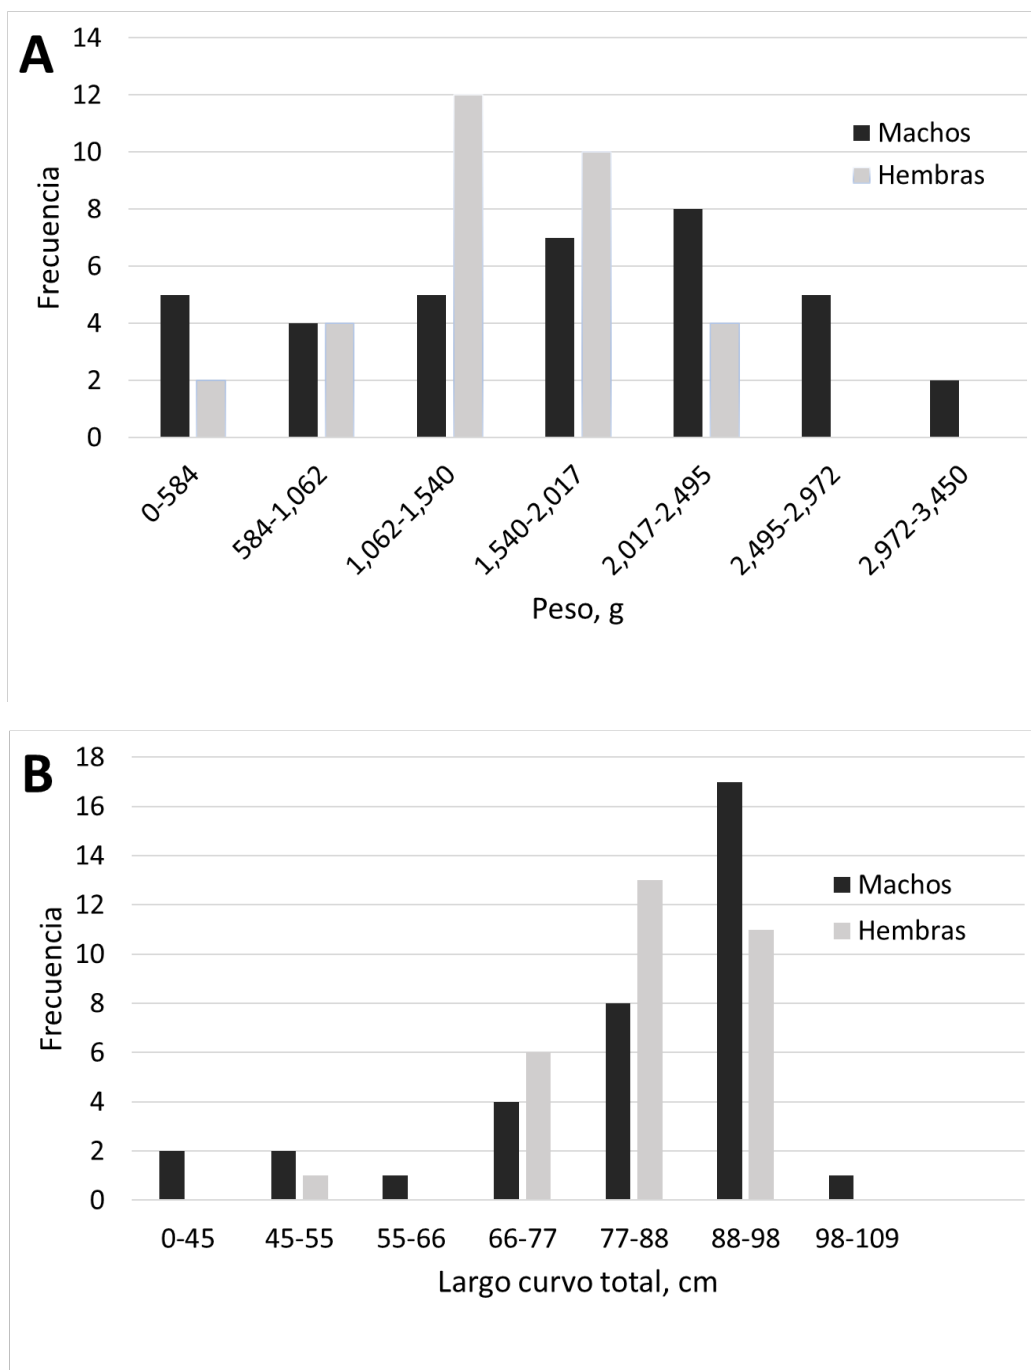 A
14
12
10
8
6
4
2
0
Frecuencia
Machos
Hembras
0-584
584-1,062
1,062-1,540
1,540-2,017
2,017-2,495
2,495-2,972
2,972-3,450
Peso, g
B
18
16
14
12
10
8
6
4
2
0
Frecuencia
Machos
Hembras
0-45 45-55 55-66 66-77 77-88 88-98 98-109
Largo curvo total, cm